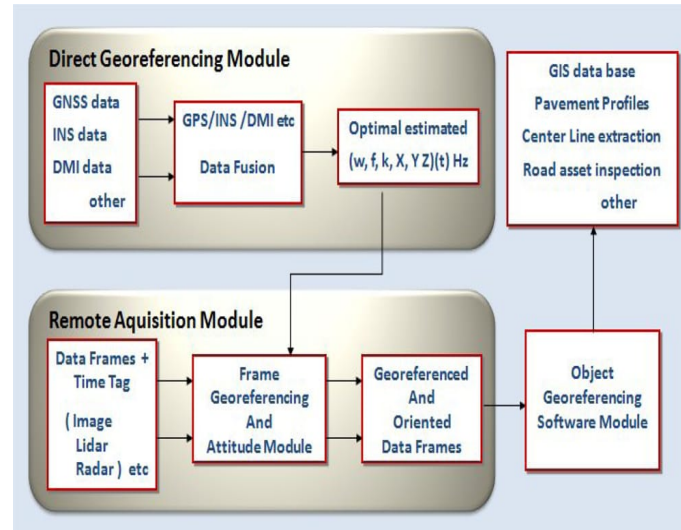 Direct Georeferencing Module
GNSS data
INS data
DMI data
other
GPS/INS /DMI etc
Data Fusion
Optimal estimated
(w, f, k, X, Y Z)(t) Hz
GIS data base
Pavement Profiles
Center Line extraction
Road asset inspection
other
Remote Aquisition Module
Data Frames +
Time Tag
( Image
Lidar
Radar ) etc
Frame
Georeferencing
And
Attitude Module
Georeferenced
And
Oriented
Data Frames
Object
Georeferencing
Software Module